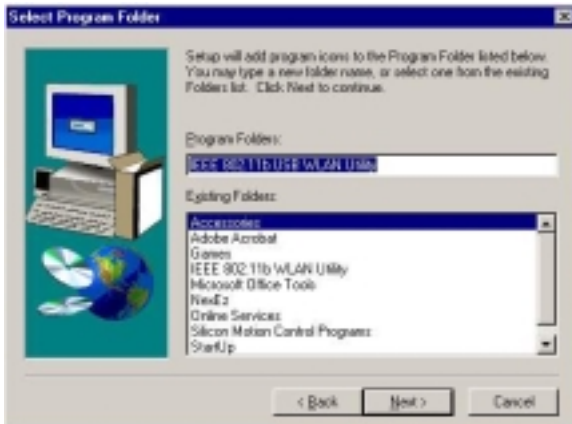 Select Program Folder
Setup will add program icons to the Program Folder listed below.
You may type a new folder name, or select one from the existing
Folders list. Click Next to continue.
Program Folders:
IEEE 802.11b USB WLAN Utility
Existing Folders:
Accessories
Adobe Acrobat
Games
IEEE 802.11b WLAN Utility
Microsoft Office Tools
NexEz
Online Services
Silicon Motion Control Programs
StartUp
< Back
Next >
Cancel